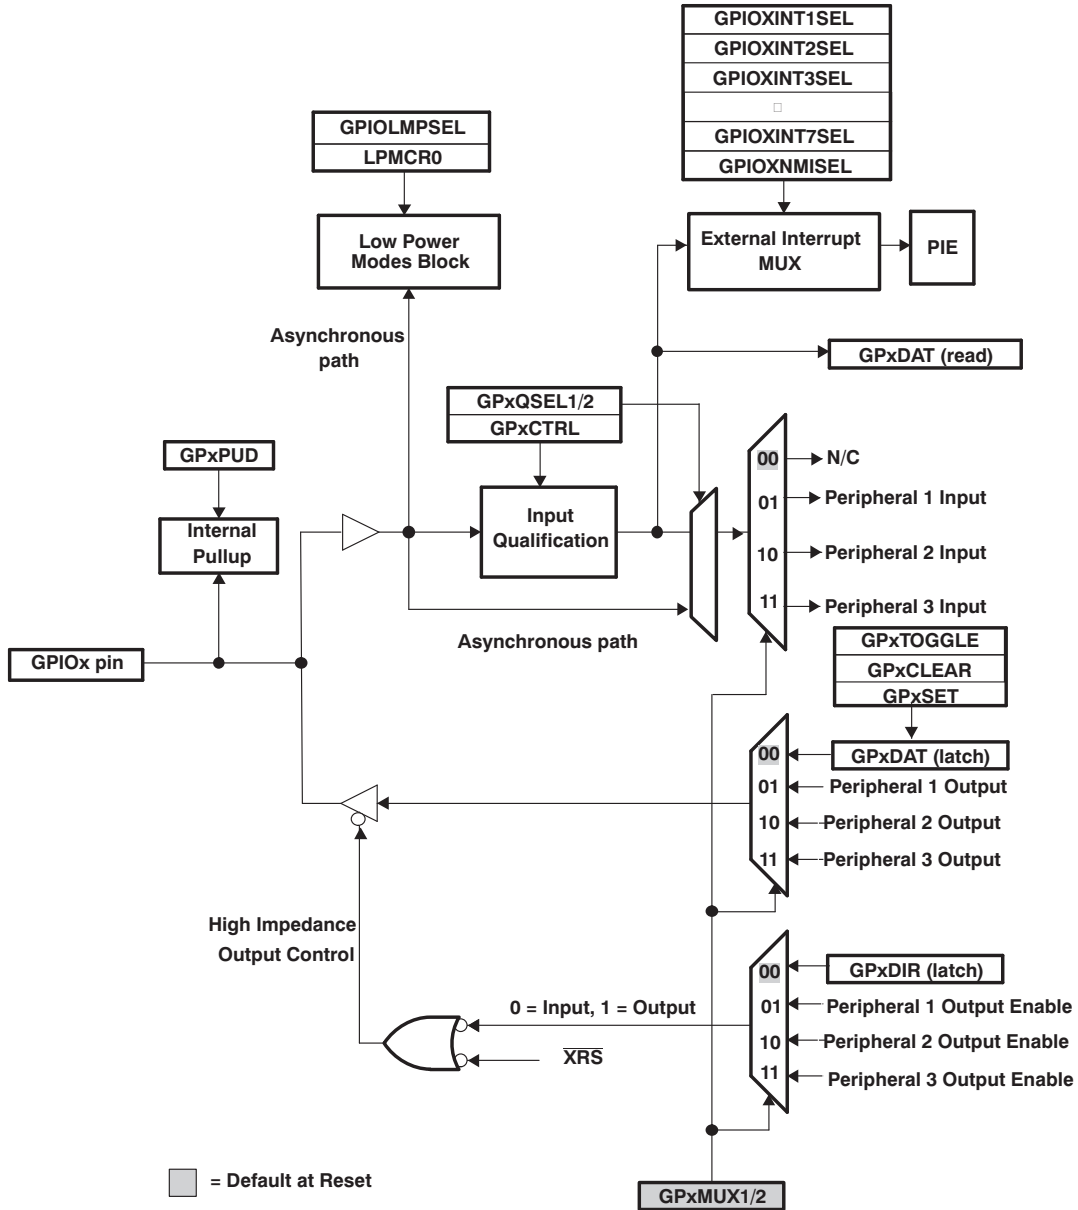 GPIOXINT1SEL
GPIOXINT2SEL
GPIOXINT3SEL
GPIOXINT7SEL
GPIOXNMISEL
GPIOLMPSEL
LPMCR0
Low Power
Modes Block
External Interrupt
MUX
PIE
Asynchronous
path
GPxDAT (read)
GPxQSEL1/2
GPxCTRL
GPxPUD
Internal
Pullup
Input
Qualification
00
N/C
01
Peripheral 1 Input
10
Peripheral 2 Input
11
Peripheral 3 Input
Asynchronous path
GPIOx pin
GPxTOGGLE
GPxCLEAR
GPxSET
00
GPxDAT (latch)
01
Peripheral 1 Output
10
Peripheral 2 Output
11
Peripheral 3 Output
High Impedance
Output Control
00
GPxDIR (latch)
0 = Input, 1 = Output
01
Peripheral 1 Output Enable
10
Peripheral 2 Output Enable
XRS
11
Peripheral 3 Output Enable
= Default at Reset
GPxMUX1/2